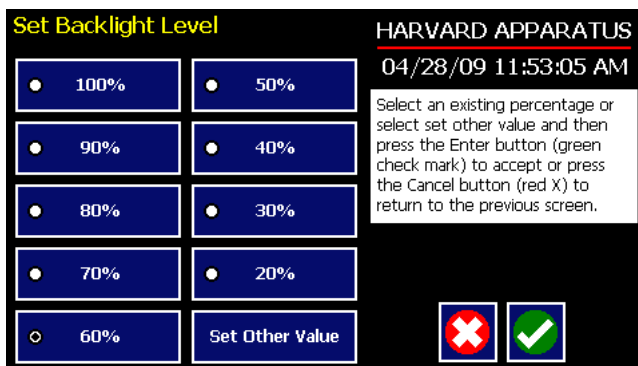 Set Backlight Level
100%
90%
80%
70%
60%
50%
40%
30%
20%
Set Other Value
HARVARD APPARATUS
04/28/09 11:53:05 AM
Select an existing percentage or
select set other value and then
press the Enter button (green
check mark) to accept or press
the Cancel button (red X) to
return to the previous screen.